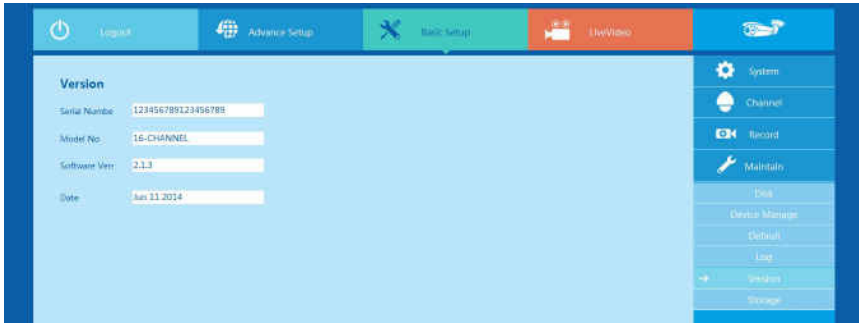 Logout
Advance Setup
Basic Setup
LiveVideo
Version
Serial Numbe 123456789123456789
Model No 16-CHANNEL
Software Verr 2.1.3
Date Jun 11 2014
System
Channel
Record
Maintain
Disk
Device Manage
Default
Log
Version
Storage